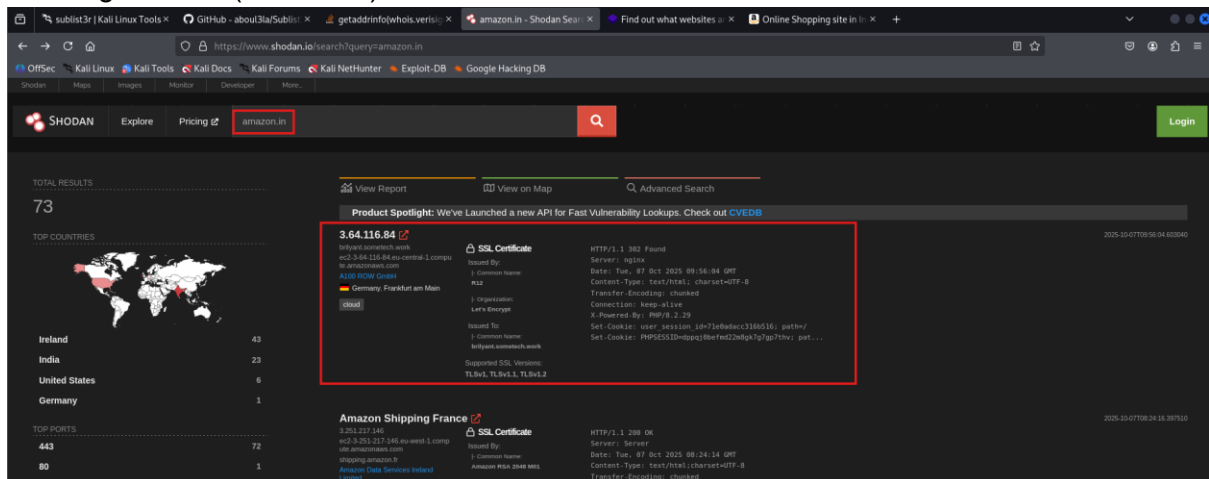 sublist3r | Kali Linux Tools
GitHub - aboul3la/Sublist
getaddrinfo(whois.verisig
amazon.in - Shodan Sear
Find out what websites a
Online Shopping site in In
https://www.shodan.io/search?query=amazon.in
OffSec Kali Linux Kali Tools Kali Docs Kali Forums Kali NetHunter Exploit-DB Google Hacking DB
Shodan Maps Images Monitor Developer More...
SHODAN Explore Pricing amazon.in Login
TOTAL RESULTS
73
TOP COUNTRIES
Ireland 43
India 23
United States 6
Germany 1
TOP PORTS
443 72
80 1
View Report View on Map Advanced Search
Product Spotlight: We've Launched a new API for Fast Vulnerability Lookups. Check out CVEDB
3.64.116.84
brilyant.sometech.work
ec2-3-64-116-84.eu-central-1.compu
te.amazonaws.com
A100 ROW GmbH
Germany, Frankfurt am Main
cloud
SSL Certificate
Issued By:
|- Common Name:
R12
|- Organization:
Let's Encrypt
Issued To:
|- Common Name:
brilyant.sometech.work
Supported SSL Versions:
TLSv1, TLSv1.1, TLSv1.2
HTTP/1.1 302 Found
Server: nginx
Date: Tue, 07 Oct 2025 09:56:04 GMT
Content-Type: text/html; charset=UTF-8
Transfer-Encoding: chunked
Connection: keep-alive
X-Powered-By: PHP/8.2.29
Set-Cookie: user_session_id=71e0adacc316b516; path=/
Set-Cookie: PHPSESSID=dppqj0befmd22m8gk7g7gp7thv; pat...
2025-10-07T09:56:04.603040
Amazon Shipping France
3.251.217.146
ec2-3-251-217-146.eu-west-1.comp
ute.amazonaws.com
shipping.amazon.fr
Amazon Data Services Ireland
Limited
SSL Certificate
Issued By:
|- Common Name:
Amazon RSA 2048 M01
HTTP/1.1 200 OK
Server: Server
Date: Tue, 07 Oct 2025 08:24:14 GMT
Content-Type: text/html;charset=UTF-8
Transfer-Encoding: chunked
2025-10-07T08:24:16.397510